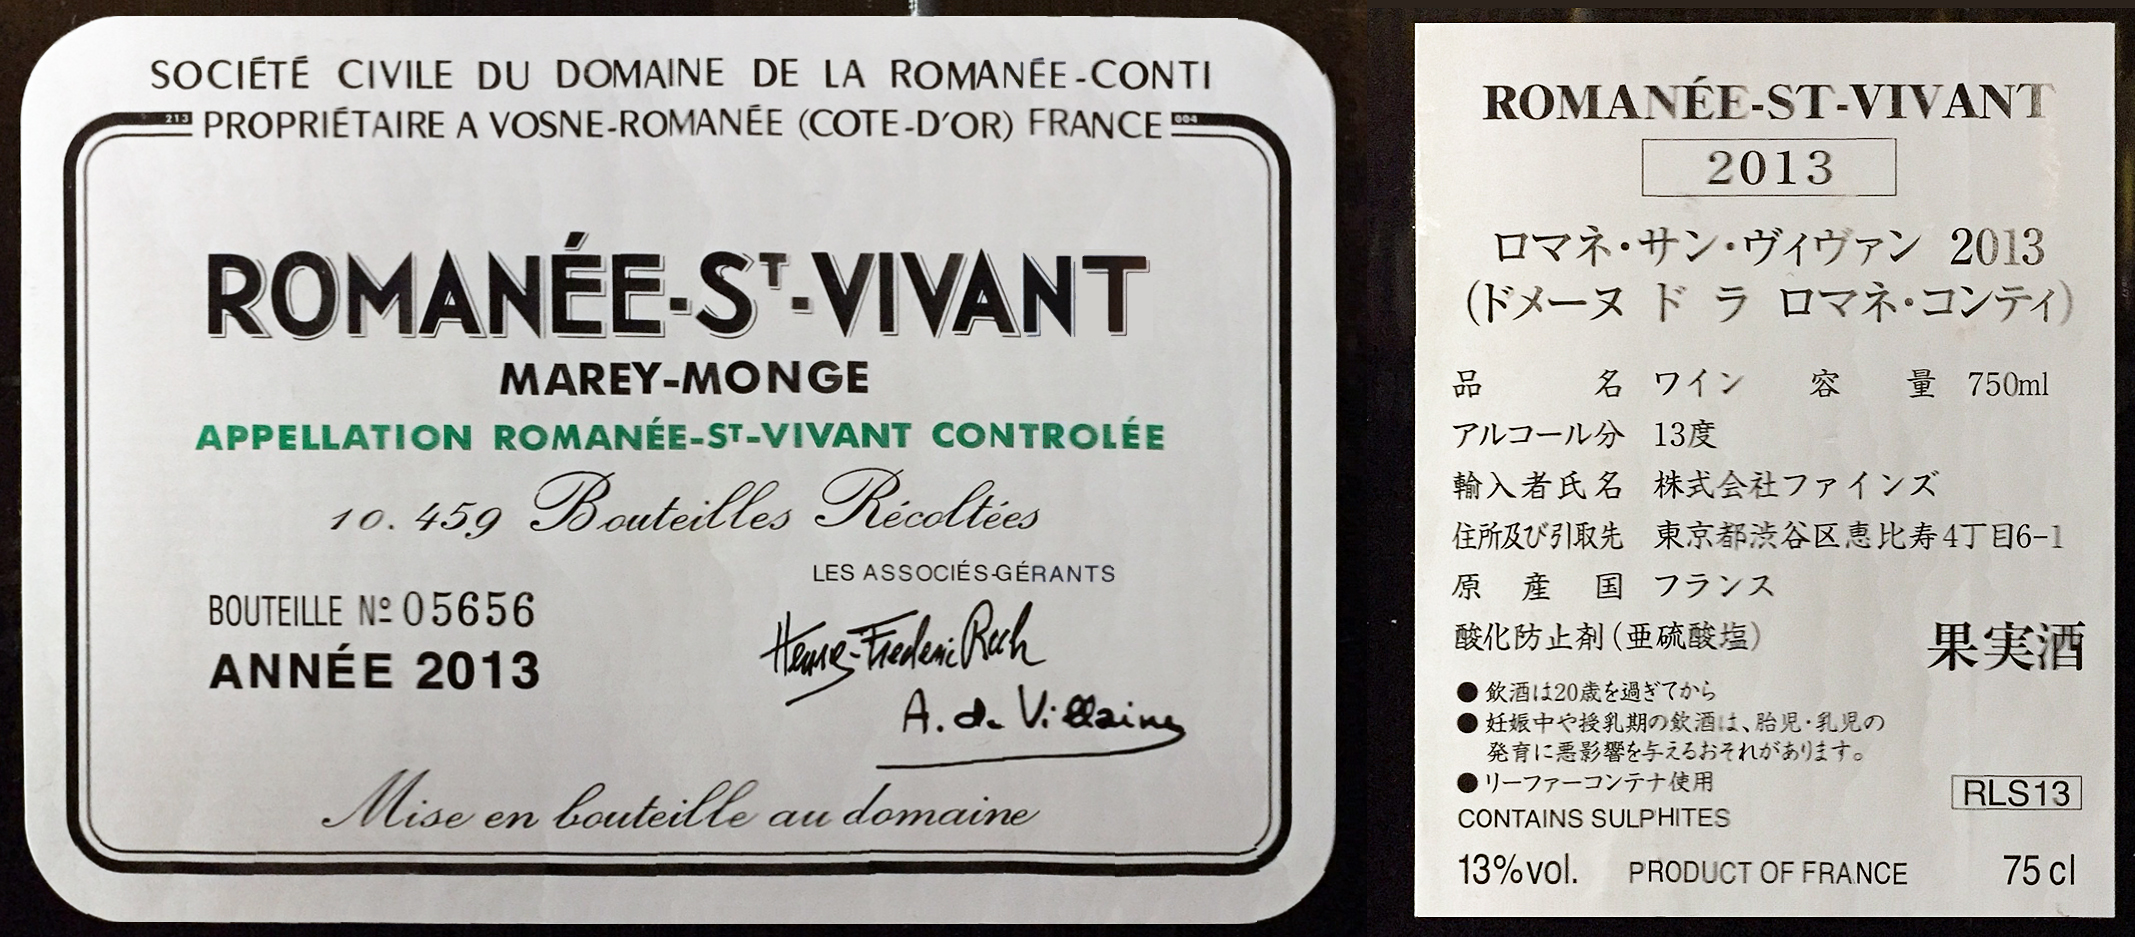 SOCIÉTÉ CIVILE DU DOMAINE DE LA ROMANÉE-CONTI
213 PROPRIÉTAIRE A VOSNE-ROMANÉE (COTE-D'OR) FRANCE 004
ROMANÉE-Sᵀ-VIVANT
MAREY-MONGE
APPELLATION ROMANÉE-Sᵀ-VIVANT CONTROLÉE
10.459 Bouteilles Récoltées
LES ASSOCIÉS-GÉRANTS
BOUTEILLE Nº 05656
ANNÉE 2013
Henry-Frédéric Roch
A. de Villaine
Mise en bouteille au domaine
ROMANÉE-ST-VIVANT
2013
ロマネ・サン・ヴィヴァン 2013
(ドメーヌ ド ラ ロマネ・コンティ)
品名 ワイン 容量 750ml
アルコール分 13度
輸入者氏名 株式会社ファインズ
住所及び引取先 東京都渋谷区恵比寿4丁目6-1
原産国 フランス
酸化防止剤(亜硫酸塩)
果実酒
●飲酒は20歳を過ぎてから
●妊娠中や授乳期の飲酒は、胎児・乳児の
発育に悪影響を与えるおそれがあります。
●リーファーコンテナ使用
RLS13
CONTAINS SULPHITES
13%vol. PRODUCT OF FRANCE 75 cl